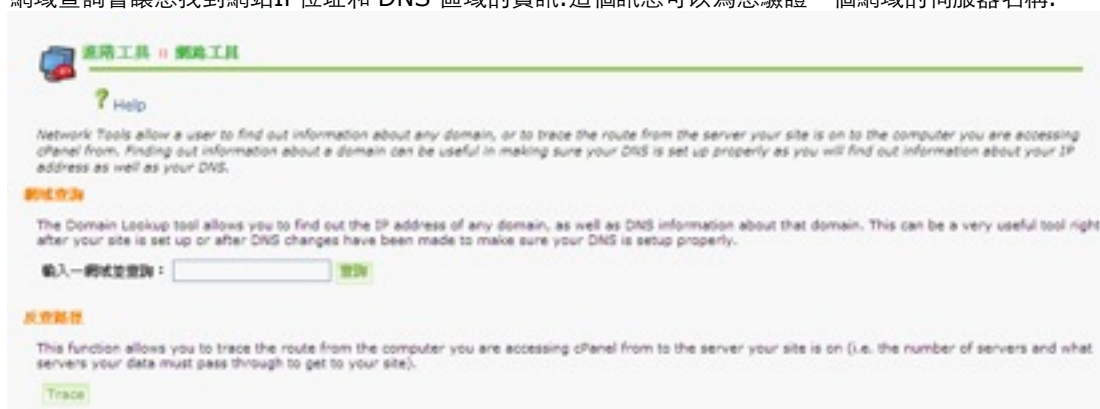 網域查詢會讓您找到網站IP位址和 DNS 區域的資訊.這個訊息可以為您驗證一個網域的伺服器名稱.
進階工具 :: 網路工具
? Help
Network Tools allow a user to find out information about any domain, or to trace the route from the server your site is on to the computer you are accessing
cPanel from. Finding out information about a domain can be useful in making sure your DNS is set up properly as you will find out information about your IP
address as well as your DNS.
網域查詢
The Domain Lookup tool allows you to find out the IP address of any domain, as well as DNS information about that domain. This can be a very useful tool right
after your site is set up or after DNS changes have been made to make sure your DNS is setup properly.
輸入一網域並查詢： 查詢
反查路徑
This function allows you to trace the route from the computer you are accessing cPanel from to the server your site is on (i.e. the number of servers and what
servers your data must pass through to get to your site).
Trace